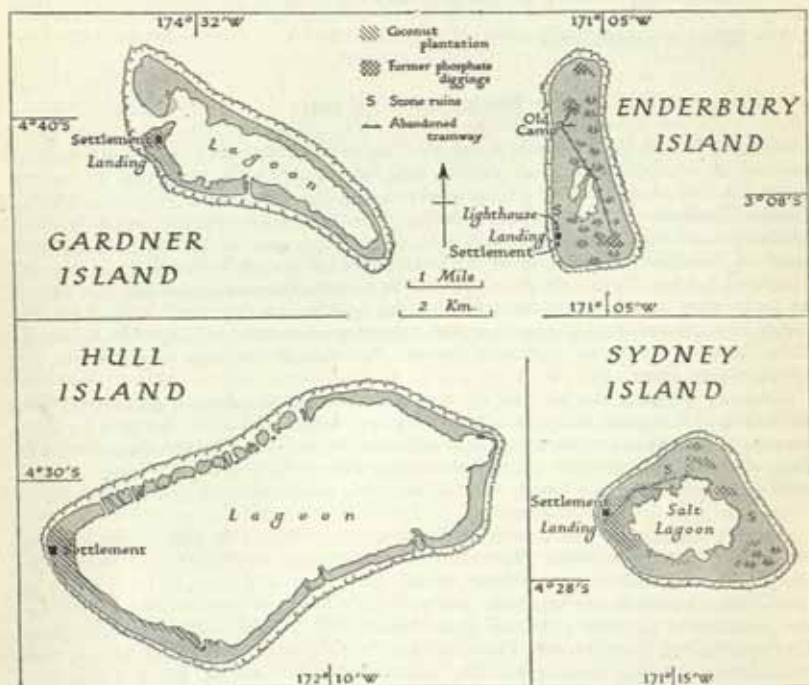 174° 32'W
4°40'S
Settlement
Landing
Lagoon
GARDNER
ISLAND
Coconut
plantation
Former phosphate
diggings
S Stone ruins
Abandoned
tramway
1 Mile
2 Km.
171° 05'W
ENDERBURY
ISLAND
Old
Camp
3°08'S
S
Lighthouse
Landing
Settlement
171° 05'W
HULL
ISLAND
4°30'S
Lagoon
Settlement
172° 10'W
SYDNEY
ISLAND
S
Settlement
Landing
Salt
Lagoon
S
4°28'S
171° 15'W